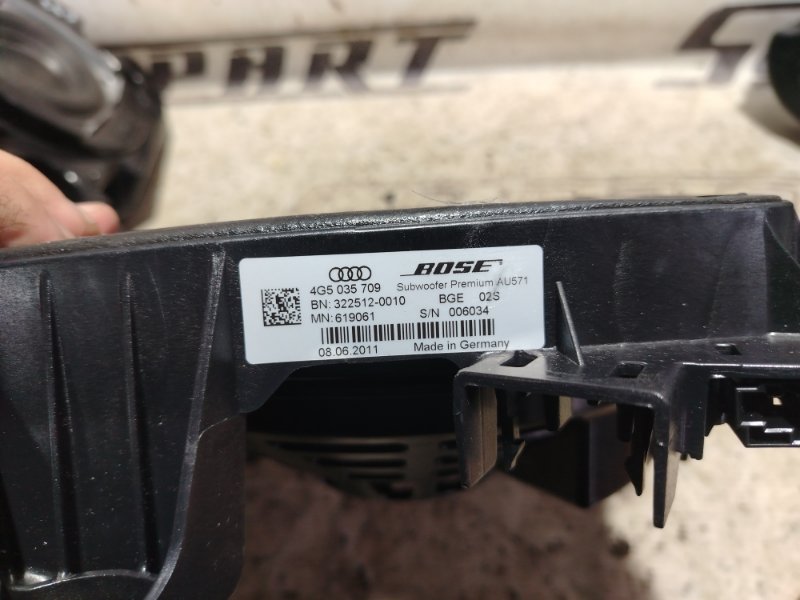 PART
BOSE
4G5 035 709
Subwoofer Premium AU571
BN: 322512-0010 BGE 02S
MN: 619061 S/N 006034
08.06.2011 Made in Germany